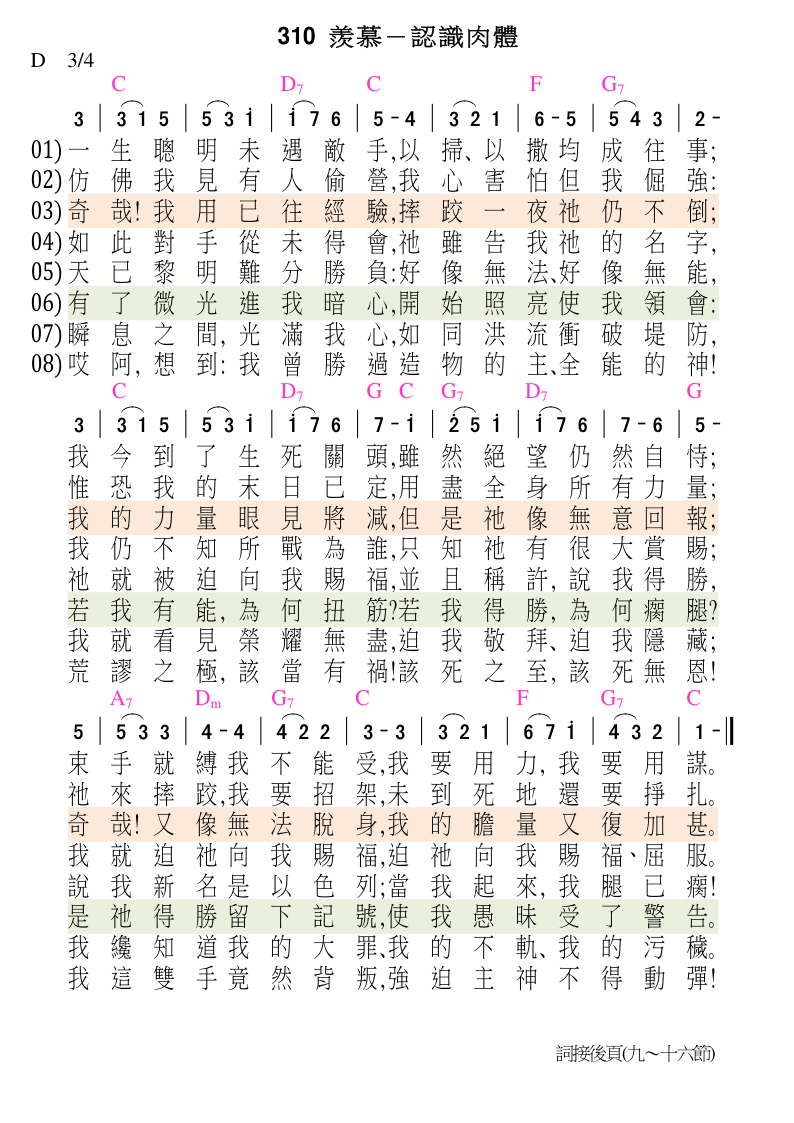 310 羨慕－認識肉體
D 3/4
C D7 C F G7
3 | 3 1 5 | 5 3 i | i 7 6 | 5 - 4 | 3 2 1 | 6 - 5 | 5 4 3 | 2 -
01) 一生聰明未遇敵手,以掃、以撒均成往事;
02) 仿佛我見有人偷營,我心害怕但我倔強:
03) 奇哉!我用已往經驗,摔跤一夜祂仍不倒;
04) 如此對手從未得會,祂雖告我祂的名字,
05) 天已黎明難分勝負:好像無法、好像無能,
06) 有了微光進我暗心,開始照亮使我領會:
07) 瞬息之間,光滿我心,如同洪流衝破堤防,
08) 哎阿,想到:我曾勝過造物的主、全能的神!
C D7 G C G7 D7 G
3 | 3 1 5 | 5 3 i | i 7 6 | 7 - i | 2̇ 5 i | i 7 6 | 7 - 6 | 5 -
我今到了生死關頭,雖然絕望仍然自恃;
惟恐我的末日已定,用盡全身所有力量;
我的力量眼見將減,但是祂像無意回報;
我仍不知所戰為誰,只知祂有很大賞賜;
祂就被迫向我賜福,並且稱許,說我得勝,
若我有能,為何扭筋?若我得勝,為何瘸腿?
我就看見榮耀無盡,迫我敬拜、迫我隱藏;
荒謬之極,該當有禍!該死之至,該死無恩!
A7 Dm G7 C F G7 C
5 | 5 3 3 | 4 - 4 | 4 2 2 | 3 - 3 | 3 2 1 | 6 7 i | 4 3 2 | 1 - ||
束手就縛我不能受,我要用力,我要用謀。
祂來摔跤,我要招架,未到死地還要掙扎。
奇哉!又像無法脫身,我的膽量又復加甚。
我就迫祂向我賜福,迫祂向我賜福、屈服。
說我新名是以色列;當我起來,我腿已瘸!
是祂得勝留下記號,使我愚昧受了警告。
我纔知道我的大罪、我的不軌、我的污穢。
我這雙手竟然背叛,強迫主神不得動彈!
詞接後頁(九～十六節)